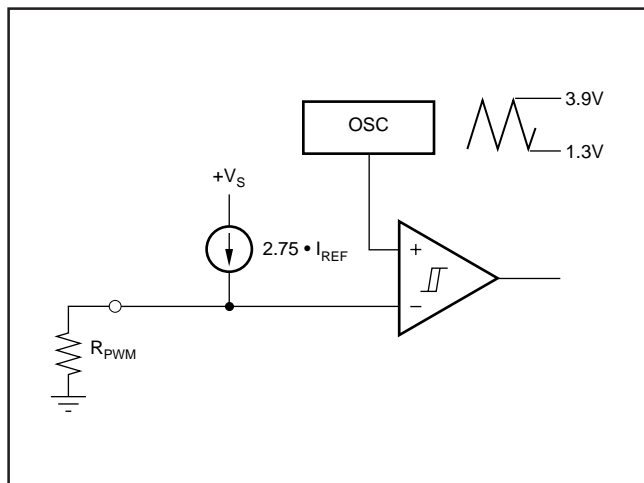 OSC
3.9V
1.3V
+V_S
2.75 • I_REF
+
−
R_PWM